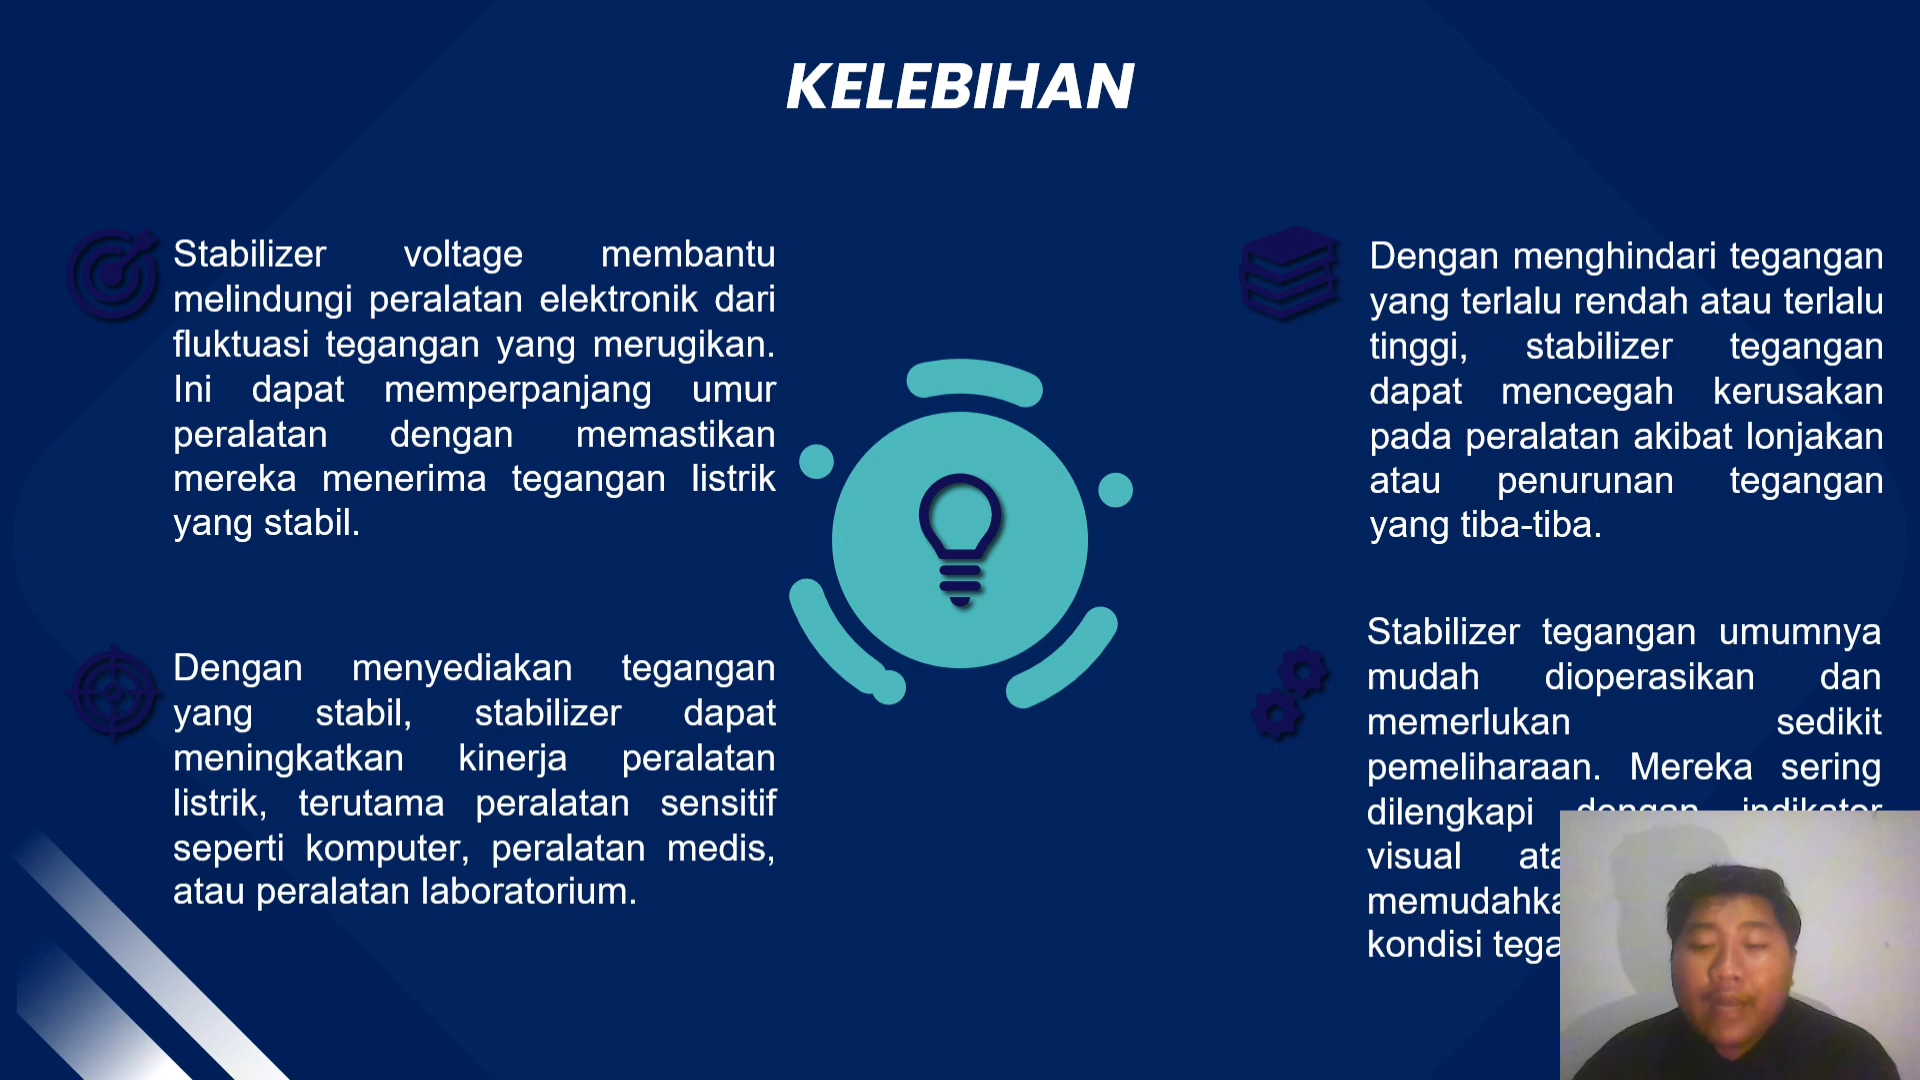 KELEBIHAN
Stabilizer voltage membantu
melindungi peralatan elektronik dari
fluktuasi tegangan yang merugikan.
Ini dapat memperpanjang umur
peralatan dengan memastikan
mereka menerima tegangan listrik
yang stabil.
Dengan menyediakan tegangan
yang stabil, stabilizer dapat
meningkatkan kinerja peralatan
listrik, terutama peralatan sensitif
seperti komputer, peralatan medis,
atau peralatan laboratorium.
Dengan menghindari tegangan
yang terlalu rendah atau terlalu
tinggi, stabilizer tegangan
dapat mencegah kerusakan
pada peralatan akibat lonjakan
atau penurunan tegangan
yang tiba-tiba.
Stabilizer tegangan umumnya
mudah dioperasikan dan
memerlukan sedikit
pemeliharaan. Mereka sering
dilengkapi dengan indikator
visual
kondisi